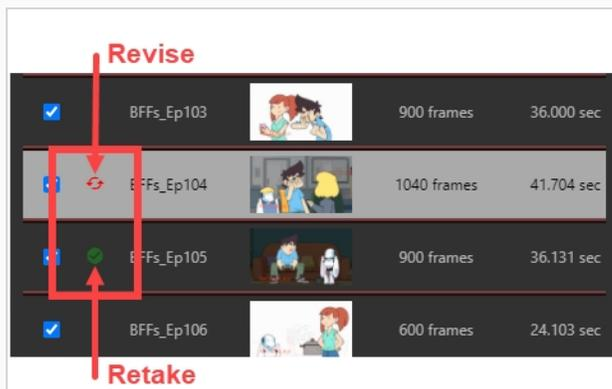 Revise
BFFs_Ep103 900 frames 36.000 sec
BFFs_Ep104 1040 frames 41.704 sec
BFFs_Ep105 900 frames 36.131 sec
BFFs_Ep106 600 frames 24.103 sec
Retake